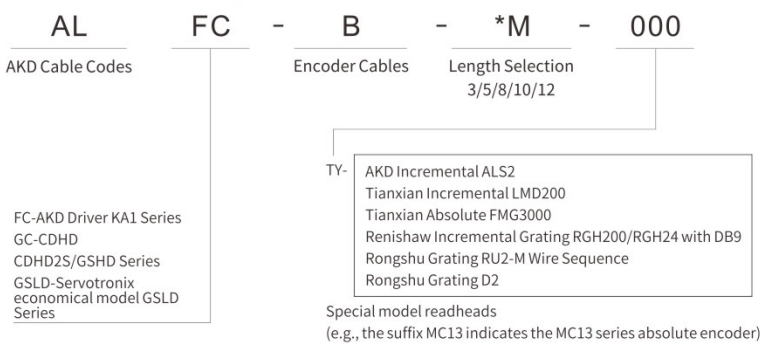 AL FC - B - *M - 000
AKD Cable Codes
Encoder Cables
Length Selection
3/5/8/10/12
TY-
AKD Incremental ALS2
Tianxian Incremental LMD200
Tianxian Absolute FMG3000
Renishaw Incremental Grating RGH200/RGH24 with DB9
Rongshu Grating RU2-M Wire Sequence
Rongshu Grating D2
FC-AKD Driver KA1 Series
GC-CDHD
CDHD2S/GSHD Series
GSLD-Servotronix
economical model GSLD
Series
Special model readheads
(e.g., the suffix MC13 indicates the MC13 series absolute encoder)